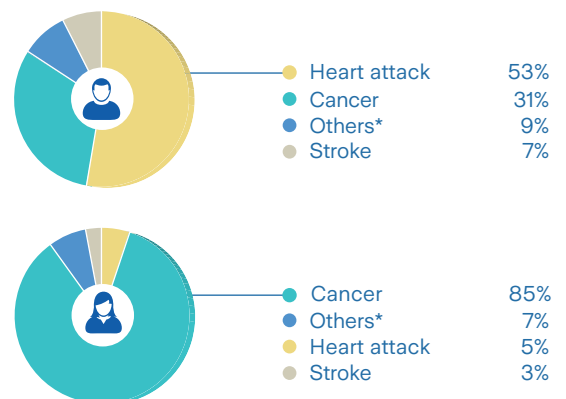 Heart attack 53%
Cancer 31%
Others* 9%
Stroke 7%
Cancer 85%
Others* 7%
Heart attack 5%
Stroke 3%